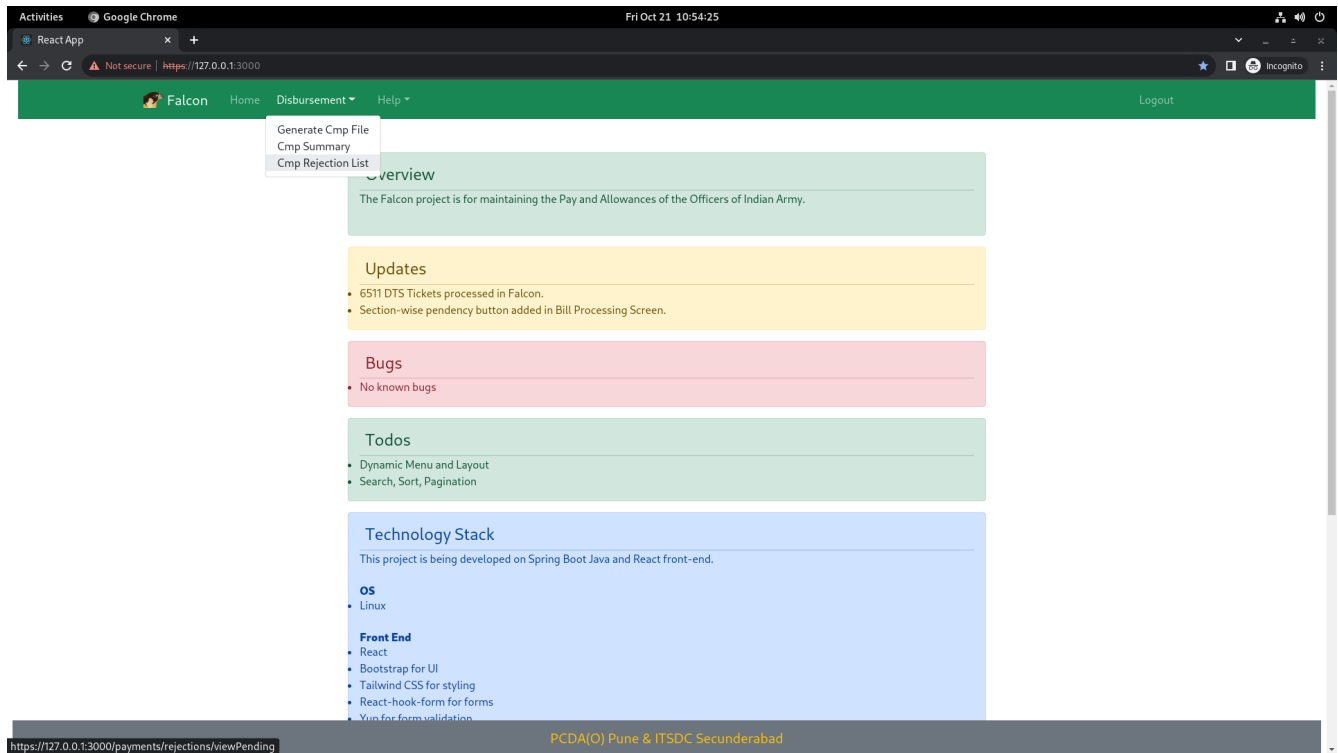 Activities Google Chrome Fri Oct 21 10:54:25
React App
Not secure | https://127.0.0.1:3000 Incognito
Falcon Home Disbursement Help Logout
Generate Cmp File
Cmp Summary
Cmp Rejection List
Overview
The Falcon project is for maintaining the Pay and Allowances of the Officers of Indian Army.
Updates
6511 DTS Tickets processed in Falcon.
Section-wise pendency button added in Bill Processing Screen.
Bugs
No known bugs
Todos
Dynamic Menu and Layout
Search, Sort, Pagination
Technology Stack
This project is being developed on Spring Boot Java and React front-end.
OS
Linux
Front End
React
Bootstrap for UI
Tailwind CSS for styling
React-hook-form for forms
Yup for form validation
PCDA(O) Pune & ITSDC Secunderabad
https://127.0.0.1:3000/payments/rejections/viewPending